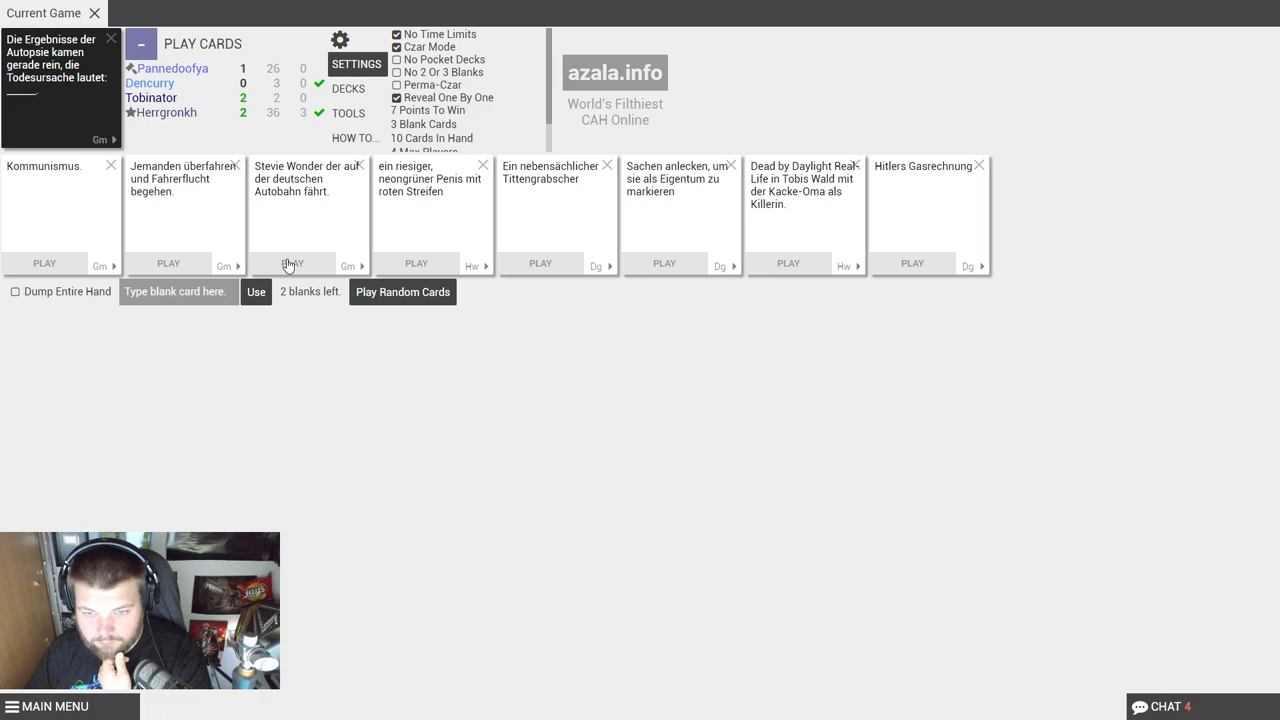 Current Game
Die Ergebnisse der
Autopsie kamen
gerade rein, die
Todesursache lautet:
_____.
Gm
–
PLAY CARDS
Pannedoofya 1 26 0
Dencurry 0 3 0
Tobinator 2 2 0
Herrgronkh 2 36 3
SETTINGS
DECKS
TOOLS
HOW TO...
No Time Limits
Czar Mode
No Pocket Decks
No 2 Or 3 Blanks
Perma-Czar
Reveal One By One
7 Points To Win
3 Blank Cards
10 Cards In Hand
4 Max Players
azala.info
World's Filthiest
CAH Online
Kommunismus.
PLAY
Gm
Jemanden überfahren
und Fahrerflucht
begehen.
PLAY
Gm
Stevie Wonder der auf
der deutschen
Autobahn fährt.
PLAY
Gm
ein riesiger,
neongrüner Penis mit
roten Streifen
PLAY
Hw
Ein nebensächlicher
Tittengrabscher
PLAY
Dg
Sachen anlecken, um
sie als Eigentum zu
markieren
PLAY
Dg
Dead by Daylight Real-
Life in Tobis Wald mit
der Kacke-Oma als
Killerin.
PLAY
Hw
Hitlers Gasrechnung
PLAY
Dg
Dump Entire Hand
Type blank card here.
Use
2 blanks left.
Play Random Cards
Lays
MAIN MENU
CHAT 4